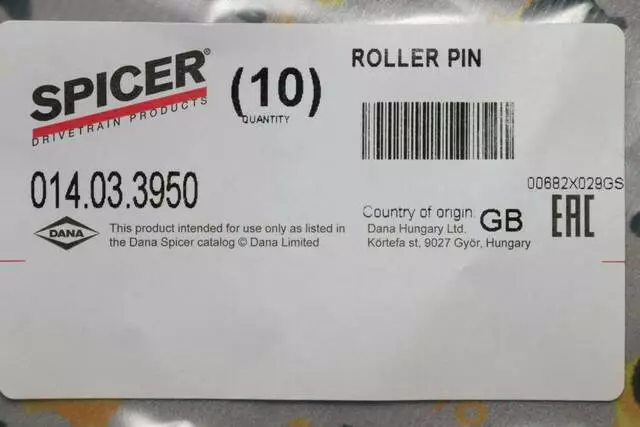 SPICER®
DRIVETRAIN PRODUCTS
(10)
QUANTITY
ROLLER PIN
014.03.3950
00682X029GS
DANA
This product intended for use only as listed in
the Dana Spicer catalog © Dana Limited
Country of origin: GB
Dana Hungary Ltd.
Körtefa st, 9027 Győr, Hungary
EAC